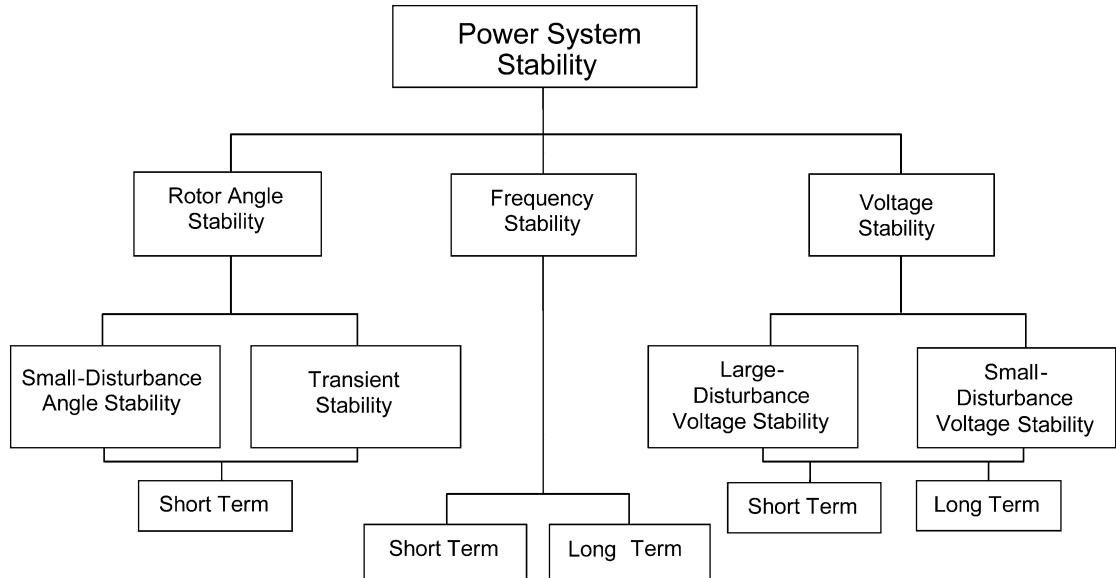 Power System
Stability
Rotor Angle
Stability
Frequency
Stability
Voltage
Stability
Small-Disturbance
Angle Stability
Transient
Stability
Large-
Disturbance
Voltage Stability
Small-
Disturbance
Voltage Stability
Short Term
Short Term
Long Term
Short Term
Long Term